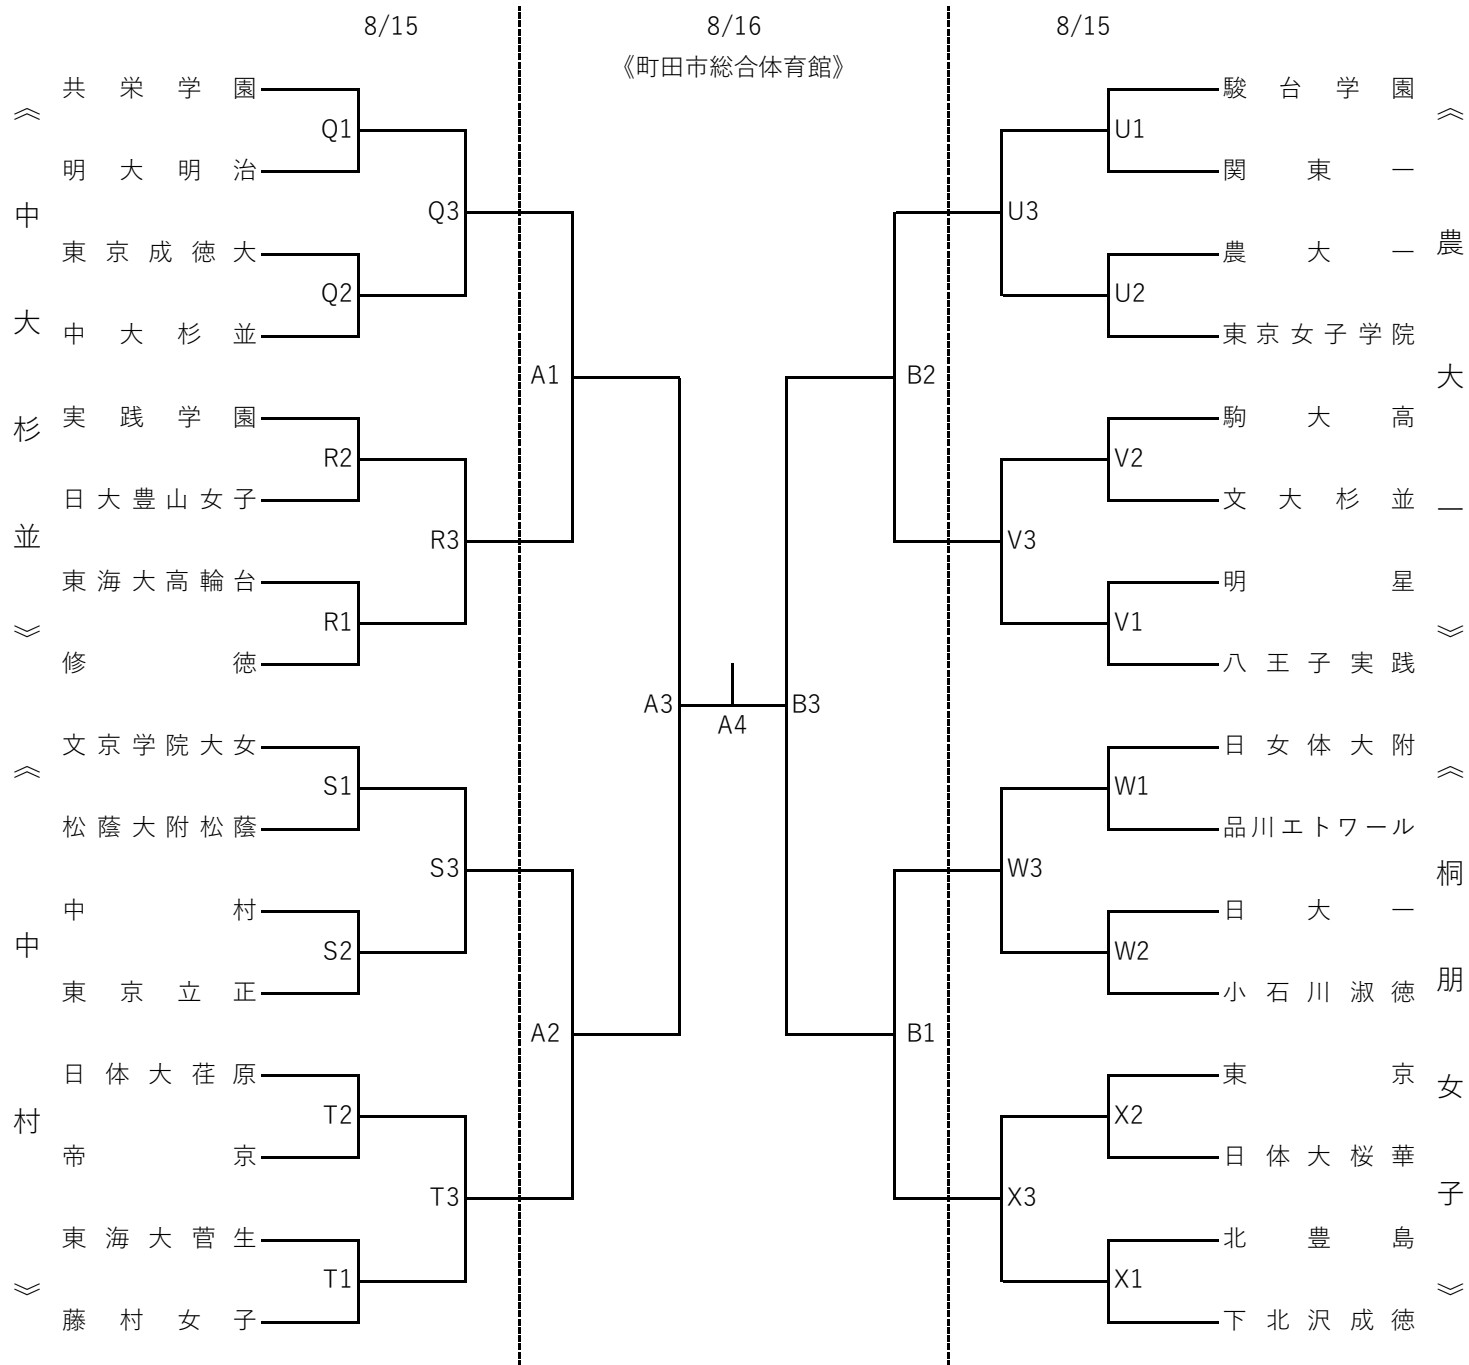 8/15
8/16
8/15
《町田市総合体育館》
《中大杉並》
共栄学園
Q1
明大明治
Q3
東京成徳大
Q2
中大杉並
A1
実践学園
R2
日大豊山女子
R3
東海大高輪台
R1
修徳
A3
《中村》
文京学院大女
S1
松蔭大附松蔭
S3
中村
S2
東京立正
A2
日体大荏原
T2
帝京
T3
東海大菅生
T1
藤村女子
A4
《農大一》
駿台学園
U1
関東一
U3
農大一
U2
東京女子学院
B2
駒大高
V2
文大杉並
V3
明星
V1
八王子実践
B3
《桐朋女子》
日女体大附
W1
品川エトワール
W3
日大一
W2
小石川淑徳
B1
東京
X2
日体大桜華
X3
北豊島
X1
下北沢成徳